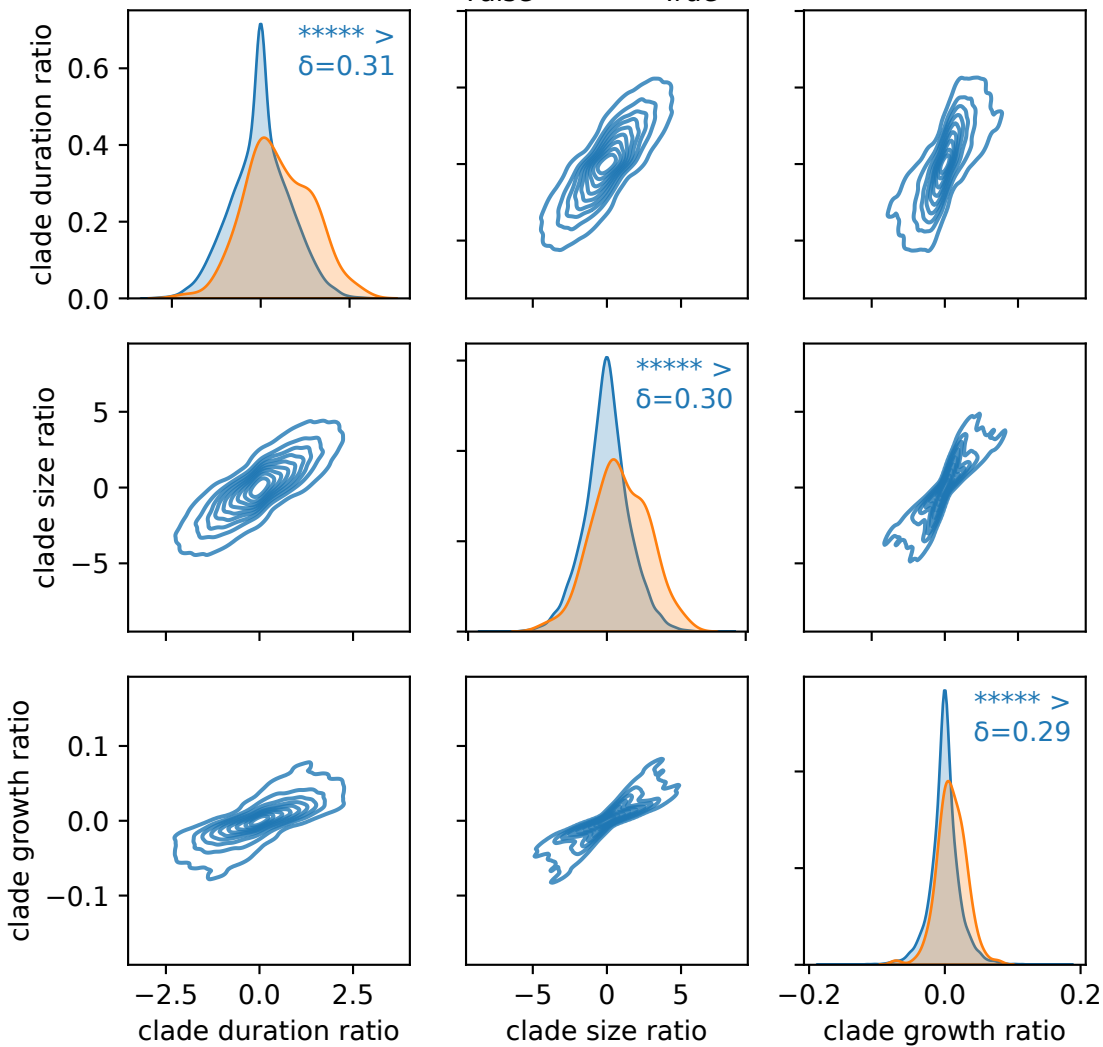 clade duration ratio
0.6
0.4
0.2
0.0
***** >
δ=0.31
clade size ratio
5
0
−5
***** >
δ=0.30
clade growth ratio
0.1
0.0
−0.1
***** >
δ=0.29
−2.5 0.0 2.5
−5 0 5
−0.2 0.0 0.2
clade duration ratio
clade size ratio
clade growth ratio